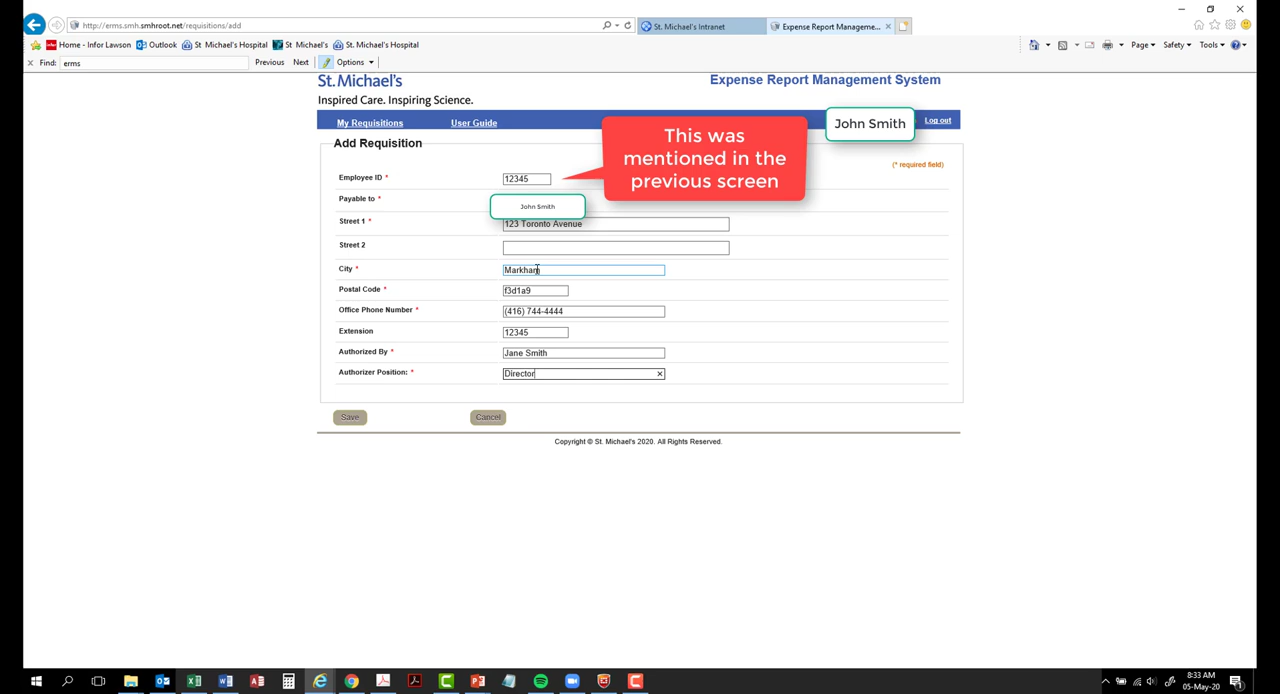 http://erms.smh.smhroot.net/requisitions/add
St. Michael's Intranet
Expense Report Manageme...
Home - Infor Lawson
Outlook
St Michael's Hospital
St Michael's
St. Michael's Hospital
Page
Safety
Tools
Find: erms
Previous
Next
Options
St. Michael's
Inspired Care. Inspiring Science.
Expense Report Management System
My Requisitions
User Guide
John Smith
Log out
Add Requisition
This was
mentioned in the
previous screen
(* required field)
Employee ID * 12345
Payable to * John Smith
Street 1 * 123 Toronto Avenue
Street 2
City * Markham
Postal Code * f3d1a9
Office Phone Number * (416) 744-4444
Extension 12345
Authorized By * Jane Smith
Authorizer Position: * Director
Save
Cancel
Copyright © St. Michael's 2020. All Rights Reserved.
8:33 AM
05-May-20